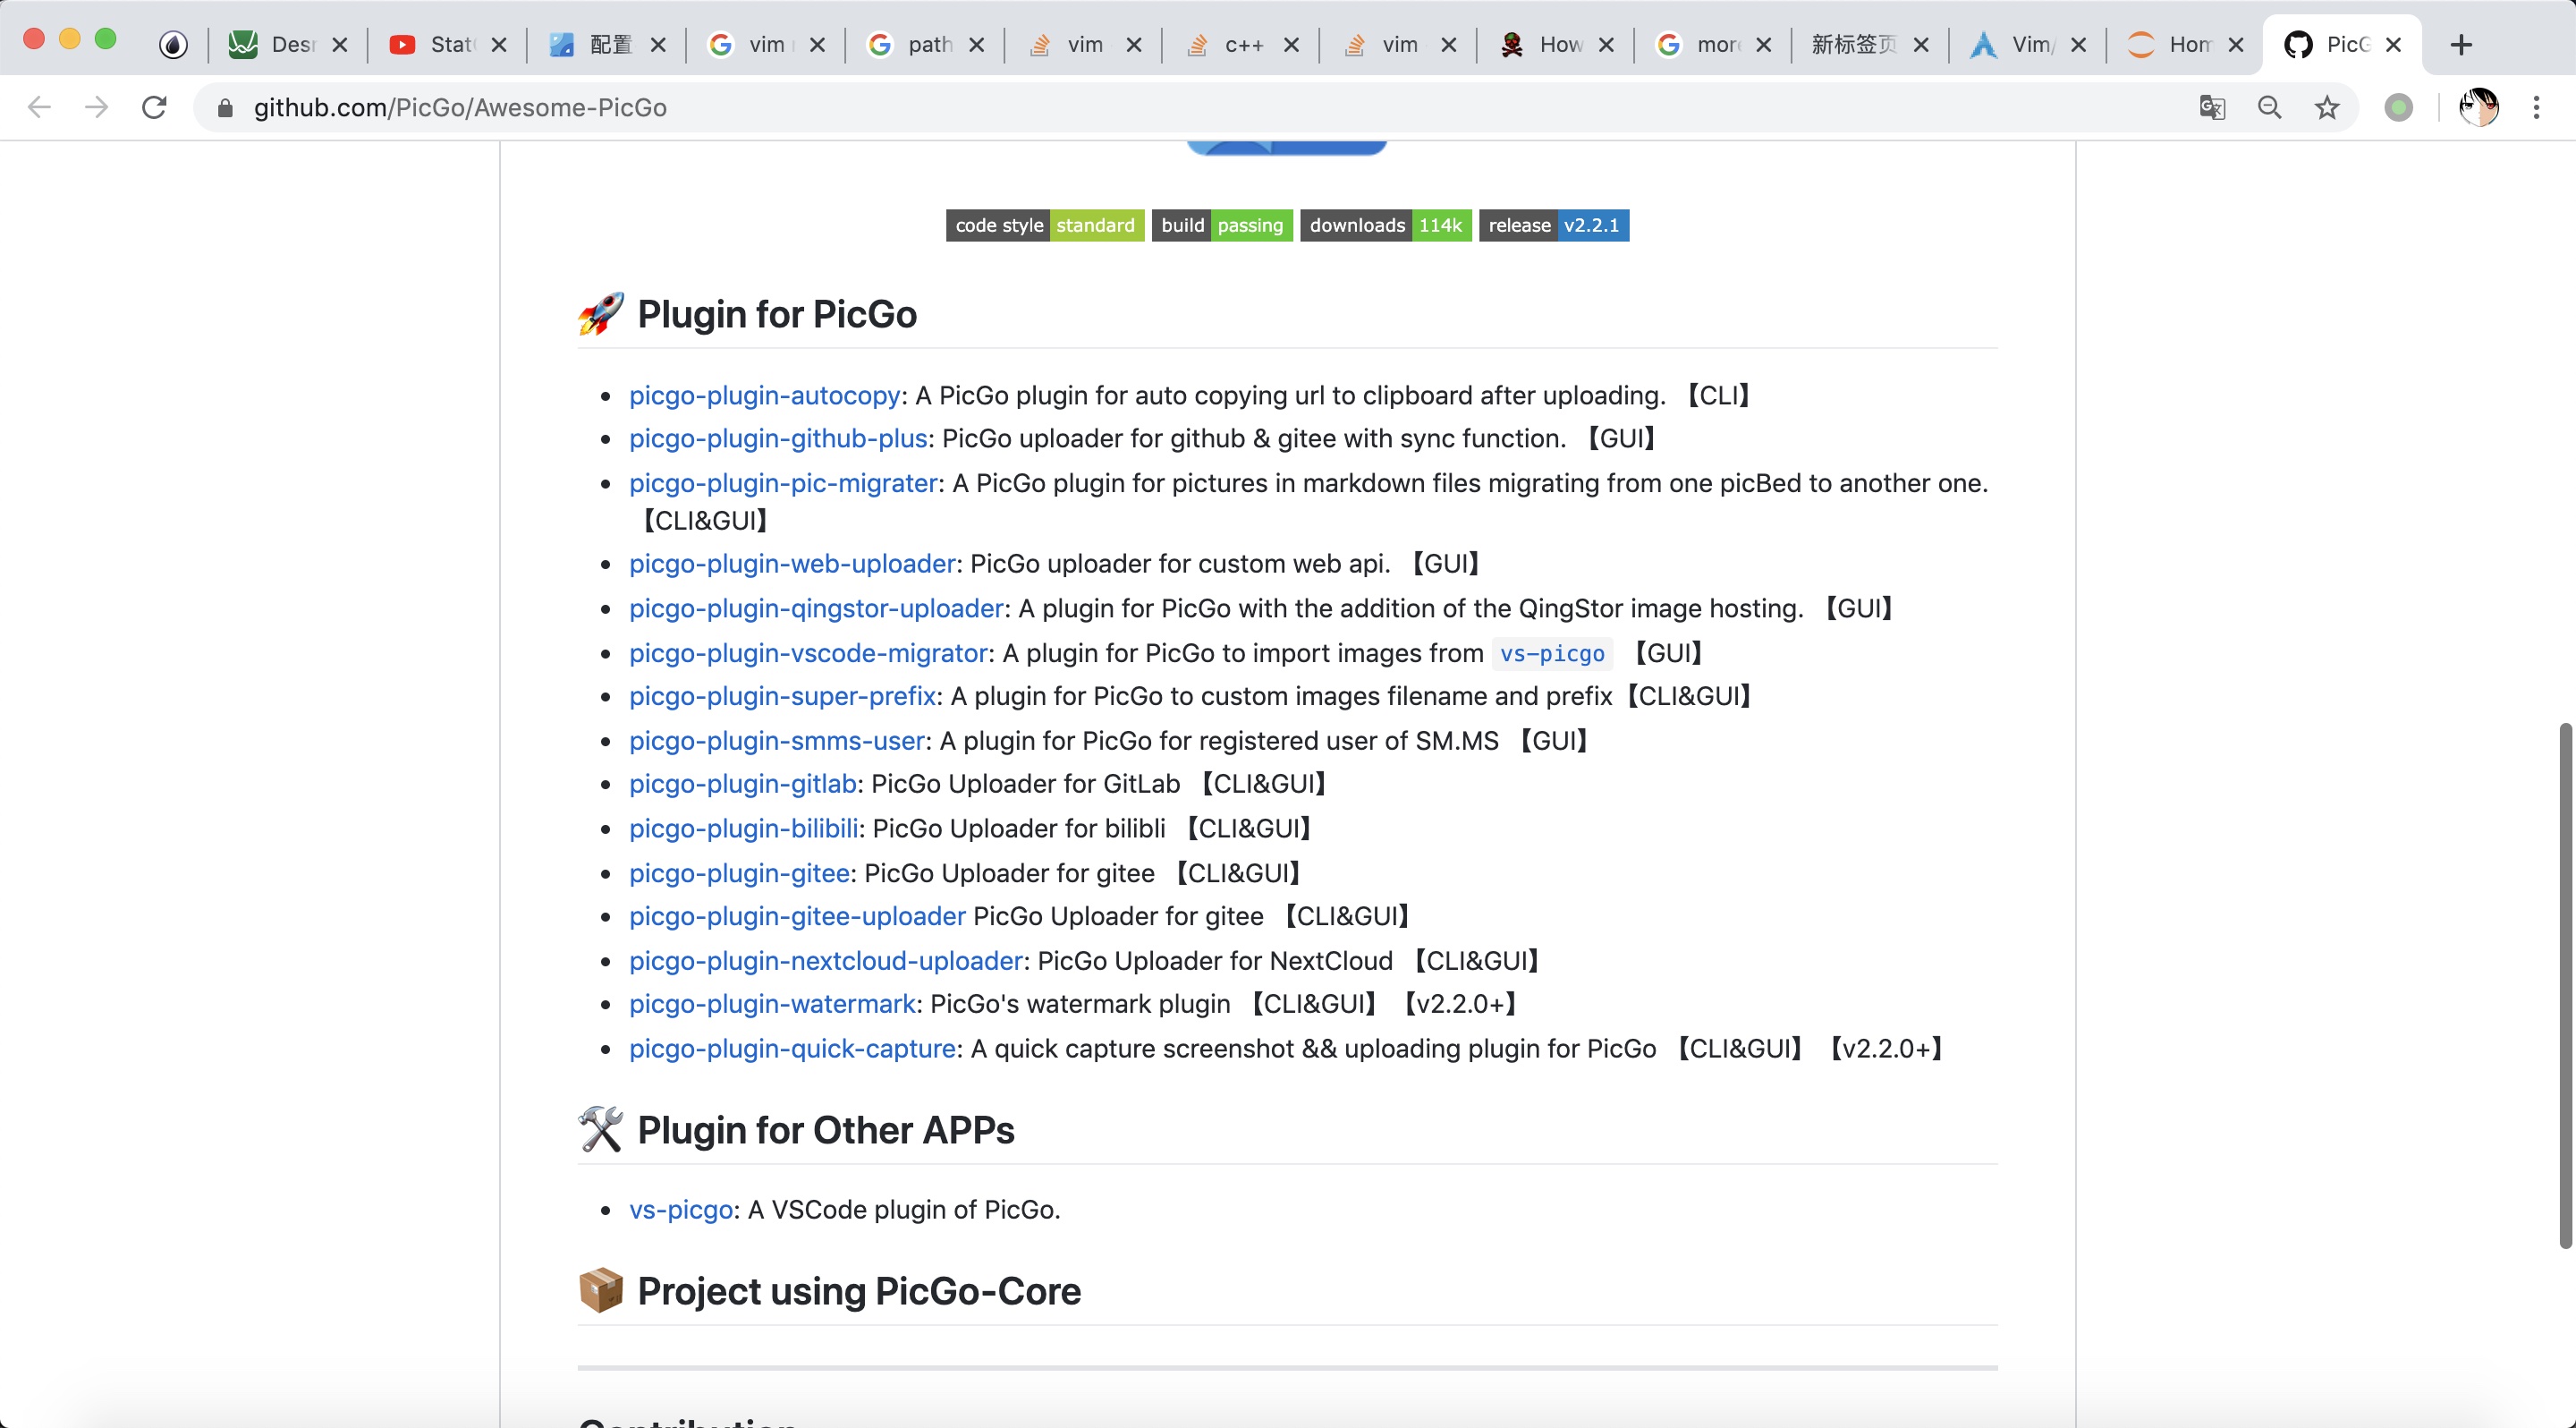 Desr
Stat
配置
vim
path
vim
c++
vim
How
more
新标签页
Vim/
Hom
PicG
github.com/PicGo/Awesome-PicGo
code style standard build passing downloads 114k release v2.2.1
Plugin for PicGo
picgo-plugin-autocopy: A PicGo plugin for auto copying url to clipboard after uploading. 【CLI】
picgo-plugin-github-plus: PicGo uploader for github & gitee with sync function. 【GUI】
picgo-plugin-pic-migrater: A PicGo plugin for pictures in markdown files migrating from one picBed to another one.
【CLI&GUI】
picgo-plugin-web-uploader: PicGo uploader for custom web api. 【GUI】
picgo-plugin-qingstor-uploader: A plugin for PicGo with the addition of the QingStor image hosting. 【GUI】
picgo-plugin-vscode-migrator: A plugin for PicGo to import images from vs-picgo 【GUI】
picgo-plugin-super-prefix: A plugin for PicGo to custom images filename and prefix【CLI&GUI】
picgo-plugin-smms-user: A plugin for PicGo for registered user of SM.MS 【GUI】
picgo-plugin-gitlab: PicGo Uploader for GitLab 【CLI&GUI】
picgo-plugin-bilibili: PicGo Uploader for bilibli 【CLI&GUI】
picgo-plugin-gitee: PicGo Uploader for gitee 【CLI&GUI】
picgo-plugin-gitee-uploader PicGo Uploader for gitee 【CLI&GUI】
picgo-plugin-nextcloud-uploader: PicGo Uploader for NextCloud 【CLI&GUI】
picgo-plugin-watermark: PicGo's watermark plugin 【CLI&GUI】【v2.2.0+】
picgo-plugin-quick-capture: A quick capture screenshot && uploading plugin for PicGo 【CLI&GUI】【v2.2.0+】
Plugin for Other APPs
vs-picgo: A VSCode plugin of PicGo.
Project using PicGo-Core
Contribution